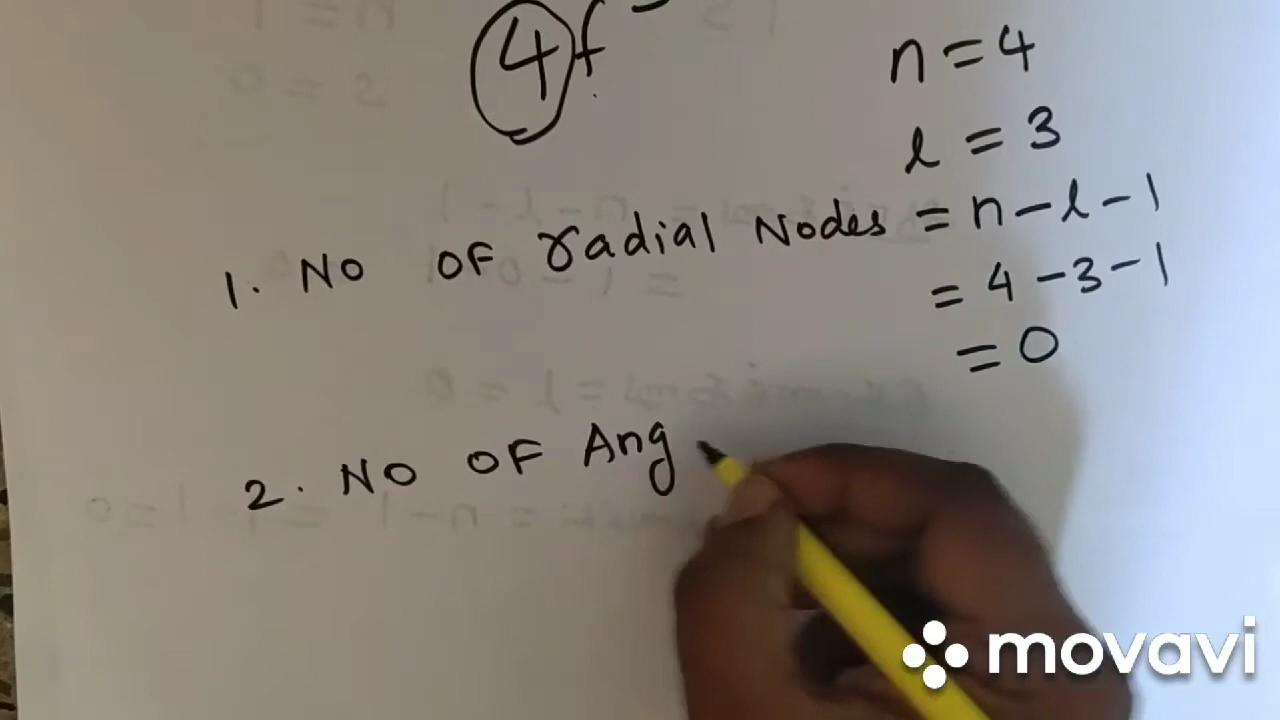 4f
n = 4
l = 3
1. No OF radial Nodes = n - l - 1
= 4 - 3 - 1
= 0
2. No OF Ang
movavi